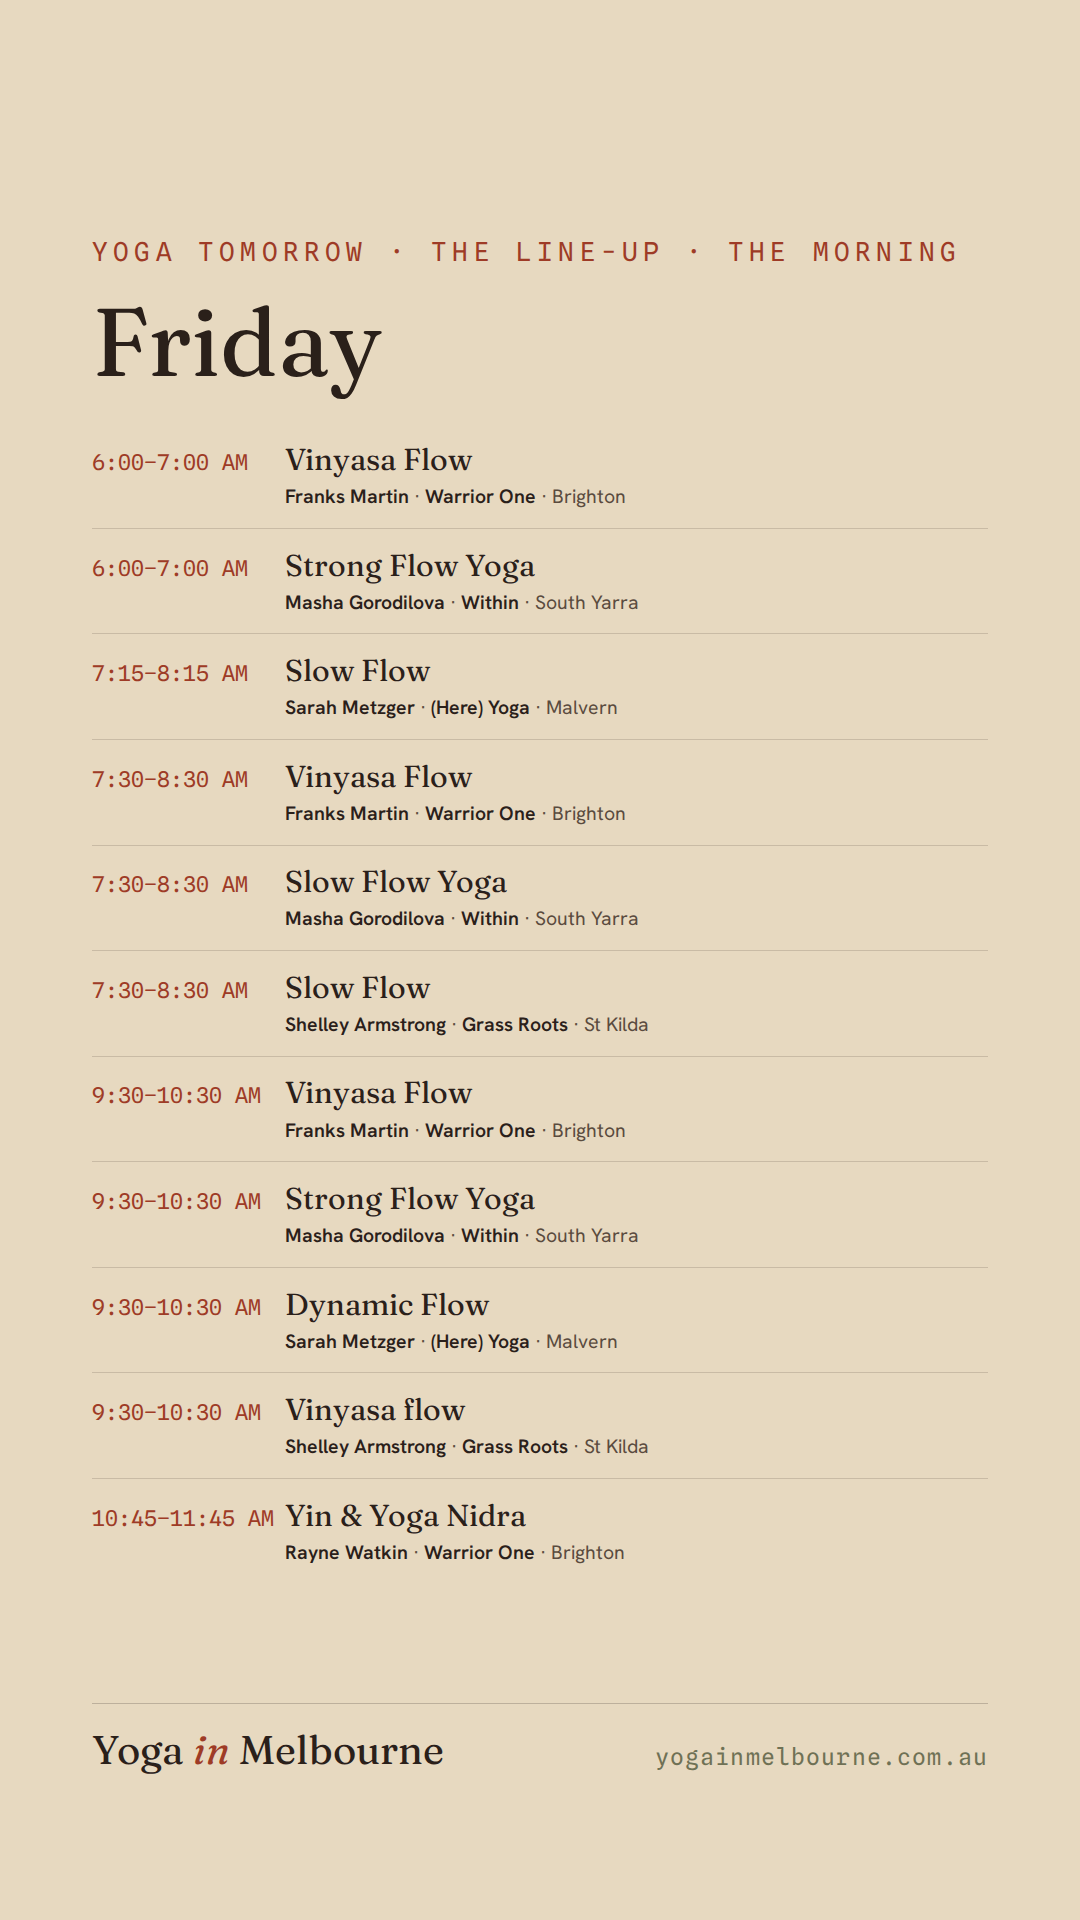 YOGA TOMORROW · THE LINE-UP · THE MORNING
Friday
6:00–7:00 AM Vinyasa Flow
Franks Martin · Warrior One · Brighton
6:00–7:00 AM Strong Flow Yoga
Masha Gorodilova · Within · South Yarra
7:15–8:15 AM Slow Flow
Sarah Metzger · (Here) Yoga · Malvern
7:30–8:30 AM Vinyasa Flow
Franks Martin · Warrior One · Brighton
7:30–8:30 AM Slow Flow Yoga
Masha Gorodilova · Within · South Yarra
7:30–8:30 AM Slow Flow
Shelley Armstrong · Grass Roots · St Kilda
9:30–10:30 AM Vinyasa Flow
Franks Martin · Warrior One · Brighton
9:30–10:30 AM Strong Flow Yoga
Masha Gorodilova · Within · South Yarra
9:30–10:30 AM Dynamic Flow
Sarah Metzger · (Here) Yoga · Malvern
9:30–10:30 AM Vinyasa flow
Shelley Armstrong · Grass Roots · St Kilda
10:45–11:45 AM Yin & Yoga Nidra
Rayne Watkin · Warrior One · Brighton
Yoga in Melbourne
yogainmelbourne.com.au